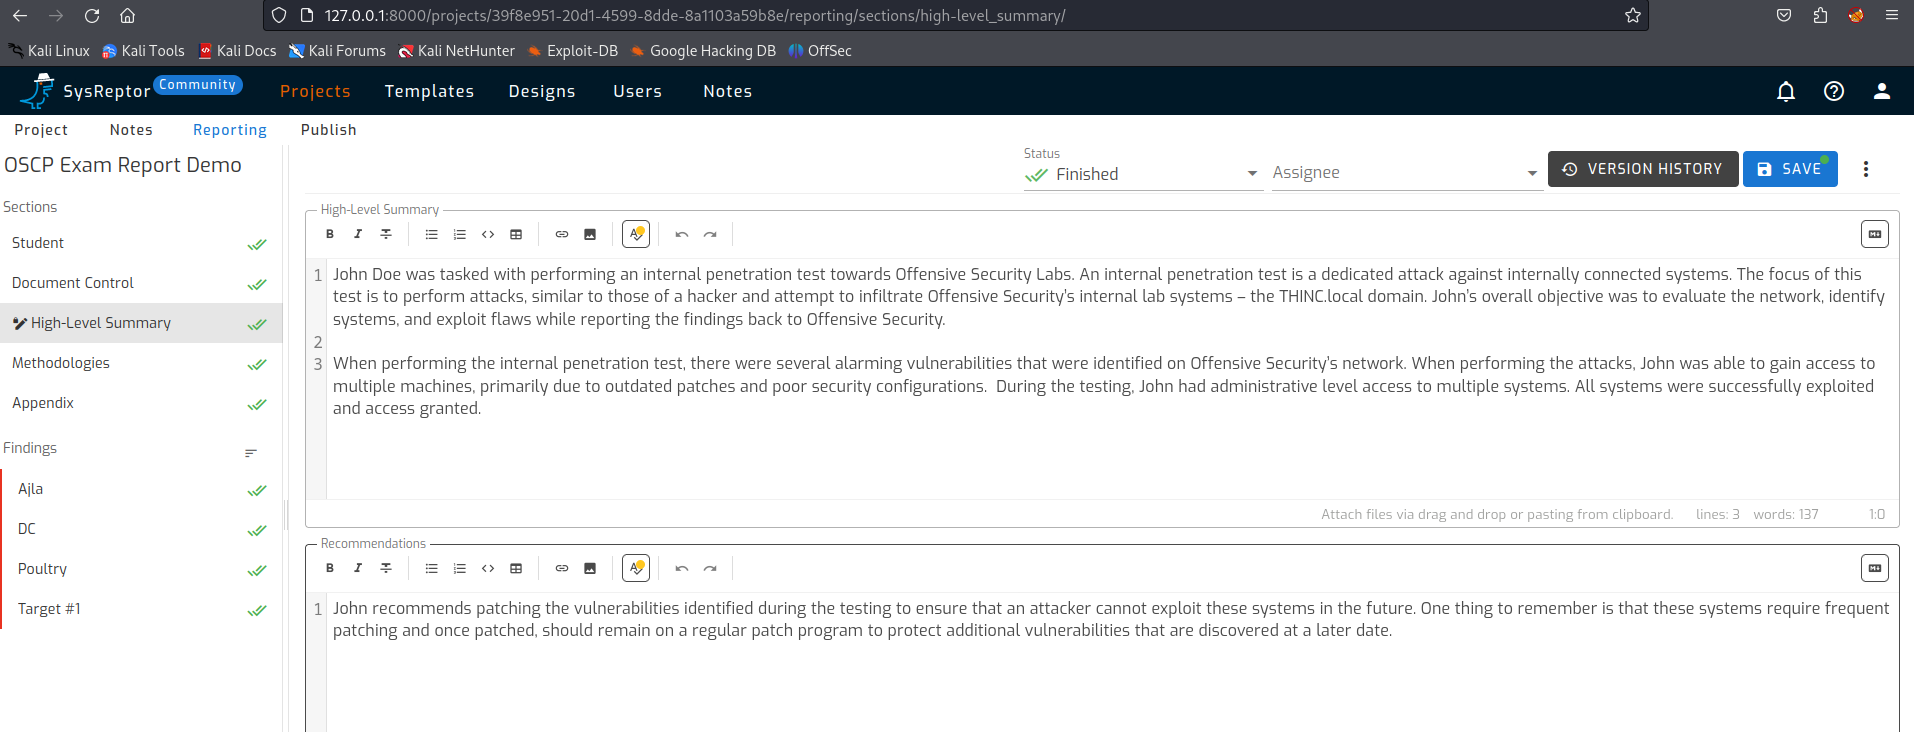 127.0.0.1:8000/projects/39f8e951-20d1-4599-8dde-8a1103a59b8e/reporting/sections/high-level_summary/
Kali Linux Kali Tools Kali Docs Kali Forums Kali NetHunter Exploit-DB Google Hacking DB OffSec
SysReptor Community Projects Templates Designs Users Notes
Project Notes Reporting Publish
OSCP Exam Report Demo
Sections
Student
Document Control
High-Level Summary
Methodologies
Appendix
Findings
Ajla
DC
Poultry
Target #1
Status
Finished Assignee VERSION HISTORY SAVE
High-Level Summary
1 John Doe was tasked with performing an internal penetration test towards Offensive Security Labs. An internal penetration test is a dedicated attack against internally connected systems. The focus of this
test is to perform attacks, similar to those of a hacker and attempt to infiltrate Offensive Security's internal lab systems – the THINC.local domain. John's overall objective was to evaluate the network, identify
systems, and exploit flaws while reporting the findings back to Offensive Security.
2
3 When performing the internal penetration test, there were several alarming vulnerabilities that were identified on Offensive Security's network. When performing the attacks, John was able to gain access to
multiple machines, primarily due to outdated patches and poor security configurations.  During the testing, John had administrative level access to multiple systems. All systems were successfully exploited
and access granted.
Attach files via drag and drop or pasting from clipboard. lines: 3 words: 137 1:0
Recommendations
1 John recommends patching the vulnerabilities identified during the testing to ensure that an attacker cannot exploit these systems in the future. One thing to remember is that these systems require frequent
patching and once patched, should remain on a regular patch program to protect additional vulnerabilities that are discovered at a later date.